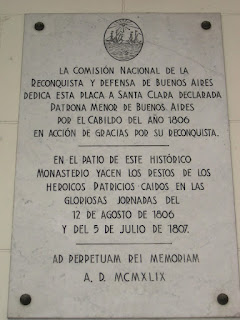 LA COMISIÓN NACIONAL DE LA
RECONQUISTA Y DEFENSA DE BUENOS AIRES
DEDICA ESTA PLACA A SANTA CLARA DECLARADA
PATRONA MENOR DE BUENOS AIRES
POR EL CABILDO DEL AÑO 1806
EN ACCIÓN DE GRACIAS POR SU RECONQUISTA.
EN EL PATIO DE ESTE HISTÓRICO
MONASTERIO YACEN LOS RESTOS DE LOS
HEROICOS PATRICIOS CAIDOS EN LAS
GLORIOSAS JORNADAS DEL
12 DE AGOSTO DE 1806
Y DEL 5 DE JULIO DE 1807.
AD PERPETUAM REI MEMORIAM
A. D. MCMXLIX